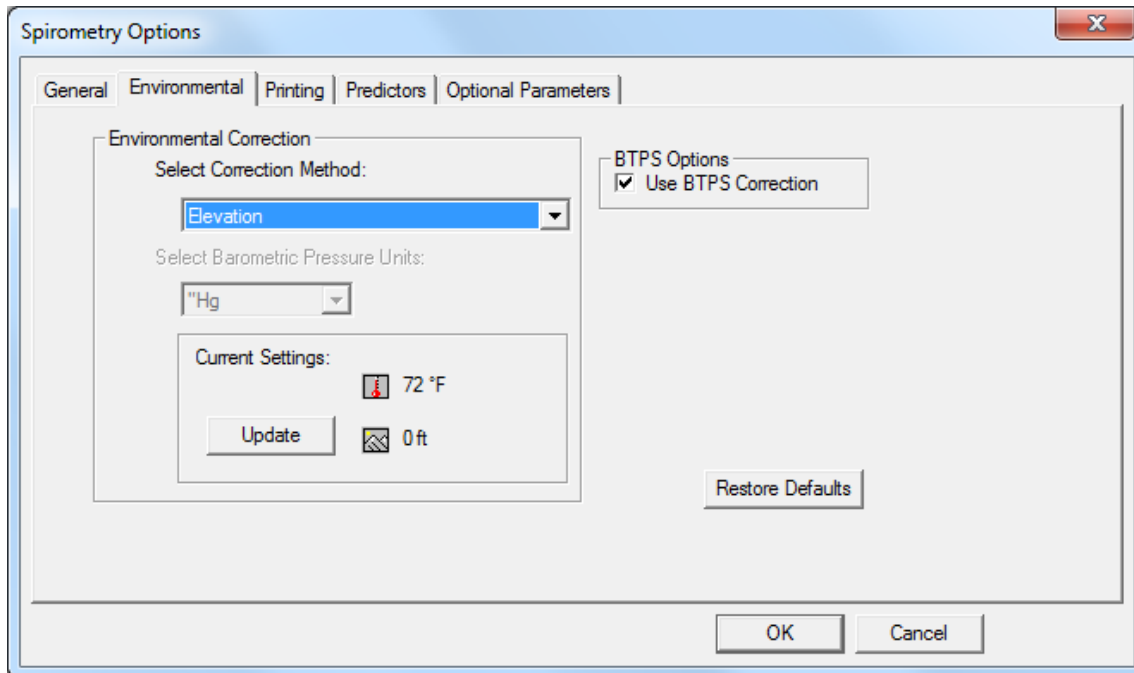 Spirometry Options
General Environmental Printing Predictors Optional Parameters
Environmental Correction
Select Correction Method:
Elevation
Select Barometric Pressure Units:
"Hg
Current Settings:
72 °F
Update
0 ft
BTPS Options
Use BTPS Correction
Restore Defaults
OK Cancel